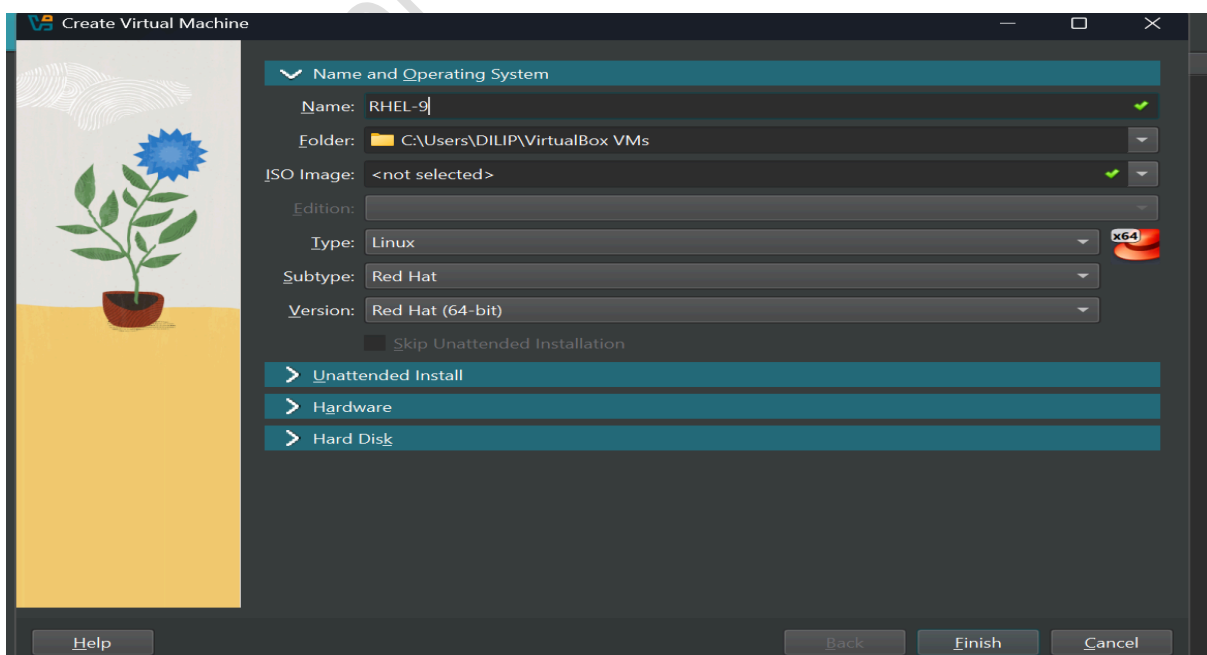 Create Virtual Machine
Name and Operating System
Name: RHEL-9
Folder: C:\Users\DILIP\VirtualBox VMs
ISO Image: <not selected>
Edition:
Type: Linux
x64
Subtype: Red Hat
Version: Red Hat (64-bit)
Skip Unattended Installation
Unattended Install
Hardware
Hard Disk
Help Back Finish Cancel